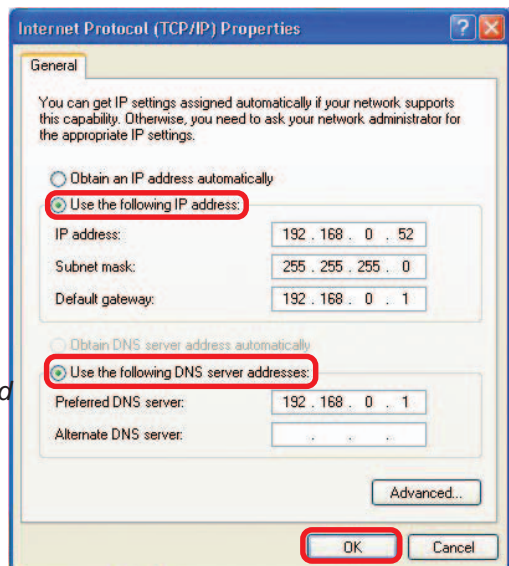 Internet Protocol (TCP/IP) Properties
General
You can get IP settings assigned automatically if your network supports
this capability. Otherwise, you need to ask your network administrator for
the appropriate IP settings.
Obtain an IP address automatically
Use the following IP address:
IP address: 192 . 168 . 0 . 52
Subnet mask: 255 . 255 . 255 . 0
Default gateway: 192 . 168 . 0 . 1
Obtain DNS server address automatically
Use the following DNS server addresses:
d
Preferred DNS server: 192 . 168 . 0 . 1
Alternate DNS server: . . .
Advanced...
OK Cancel